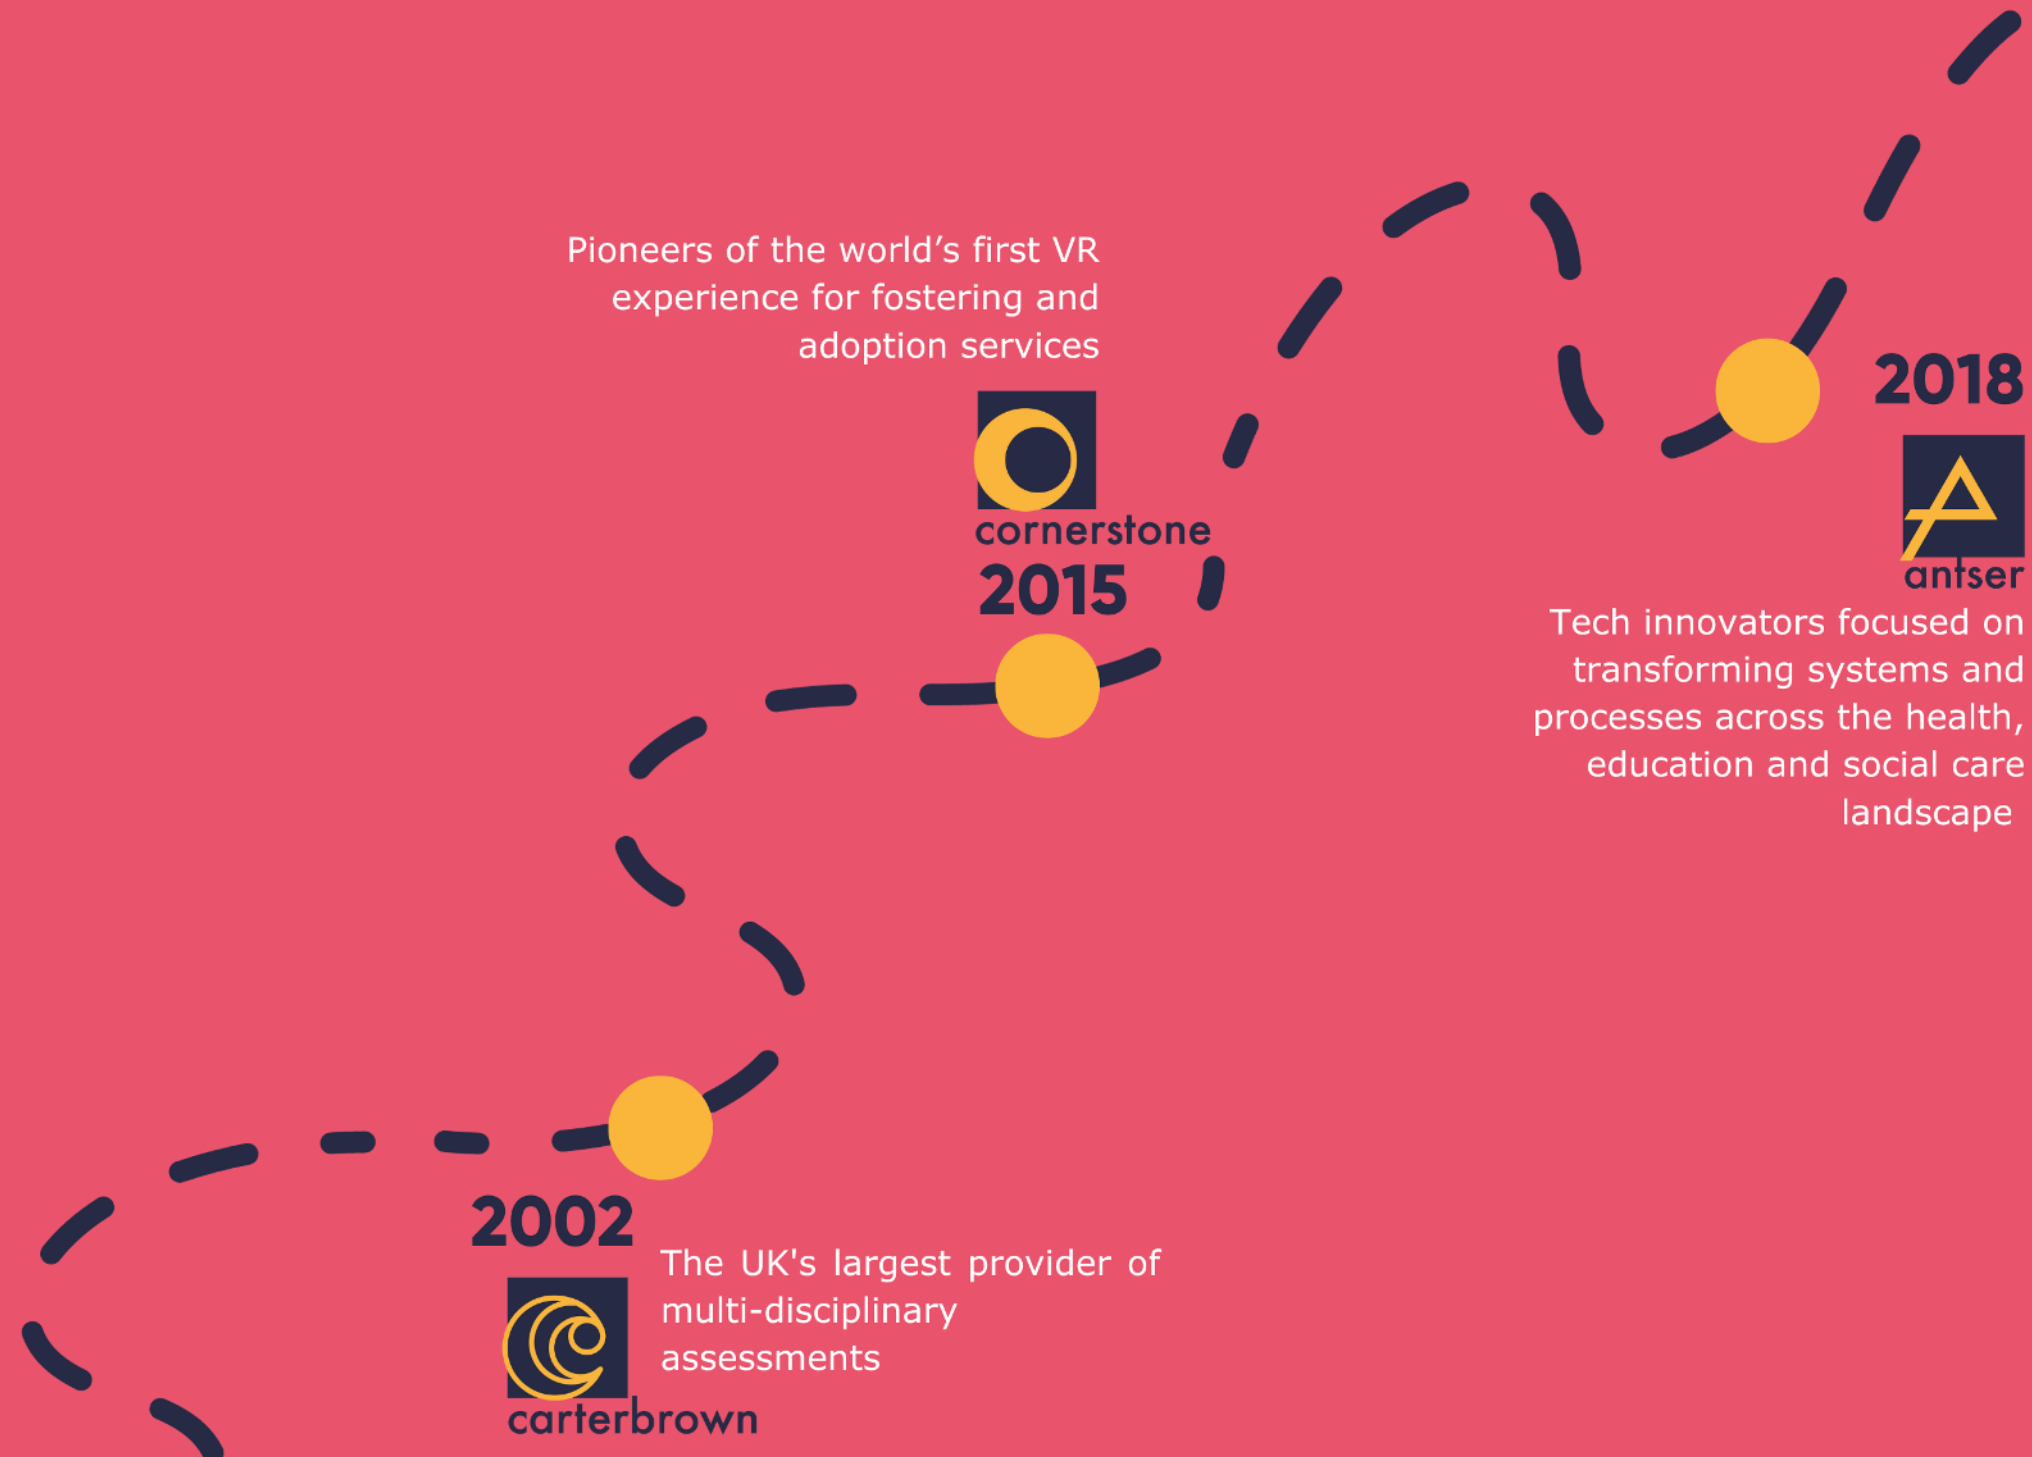 Pioneers of the world’s first VR
experience for fostering and
adoption services
cornerstone
2015
2018
antser
Tech innovators focused on
transforming systems and
processes across the health,
education and social care
landscape
2002
The UK's largest provider of
multi-disciplinary
assessments
carterbrown